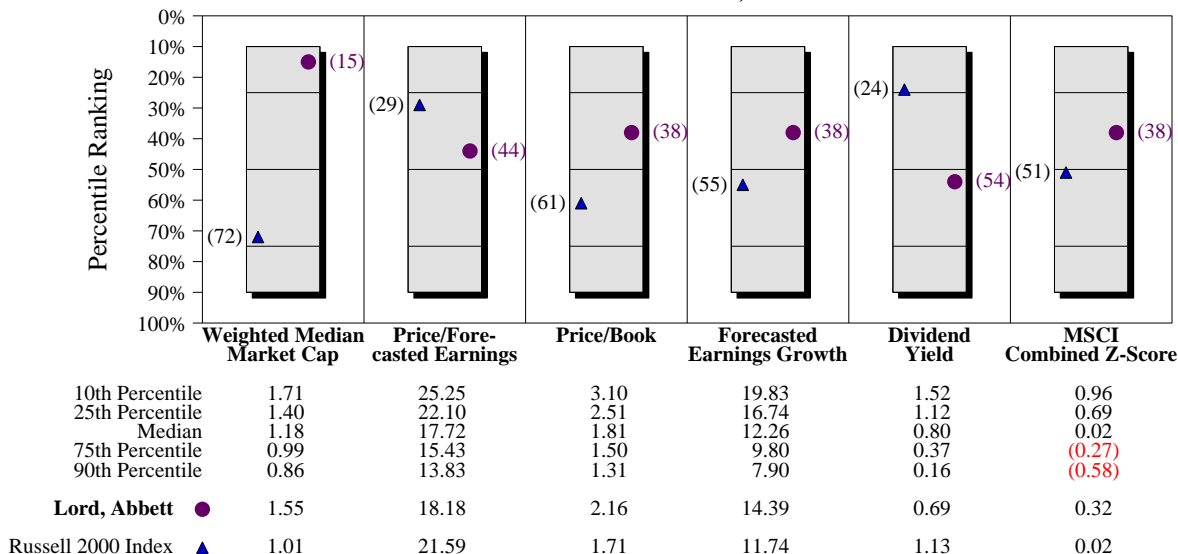 0%
10%
20%
30%
40%
50%
60%
70%
80%
90%
100%
Percentile Ranking
(72)
(15)
(29)
(44)
(61)
(38)
(55)
(38)
(24)
(54)
(51)
(38)
Weighted Median
Market Cap
Price/Fore-
casted Earnings
Price/Book
Forecasted
Earnings Growth
Dividend
Yield
MSCI
Combined Z-Score
10th Percentile 1.71 25.25 3.10 19.83 1.52 0.96
25th Percentile 1.40 22.10 2.51 16.74 1.12 0.69
Median 1.18 17.72 1.81 12.26 0.80 0.02
75th Percentile 0.99 15.43 1.50 9.80 0.37 (0.27)
90th Percentile 0.86 13.83 1.31 7.90 0.16 (0.58)
Lord, Abbett 1.55 18.18 2.16 14.39 0.69 0.32
Russell 2000 Index 1.01 21.59 1.71 11.74 1.13 0.02